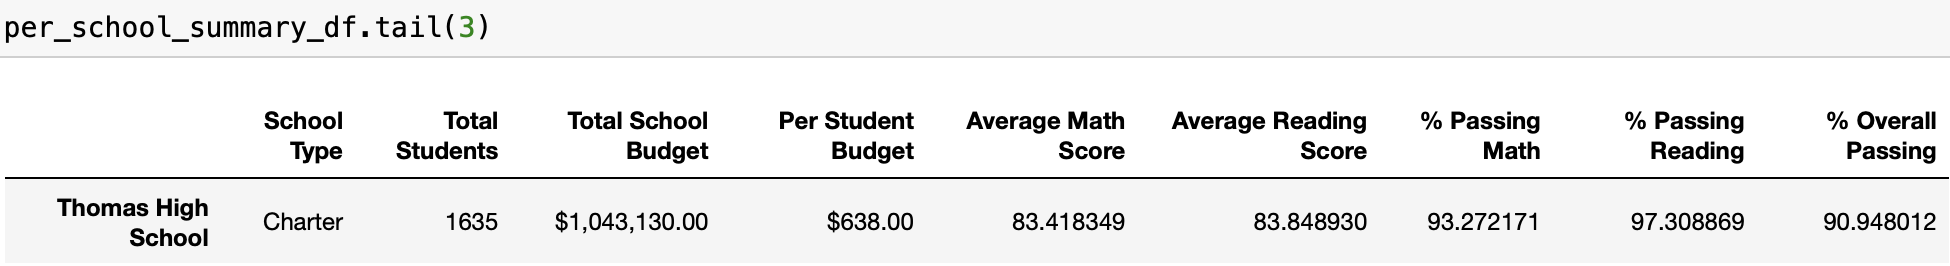 per_school_summary_df.tail(3)
School Type Total Students Total School Budget Per Student Budget Average Math Score Average Reading Score % Passing Math % Passing Reading % Overall Passing
Thomas High School Charter 1635 $1,043,130.00 $638.00 83.418349 83.848930 93.272171 97.308869 90.948012